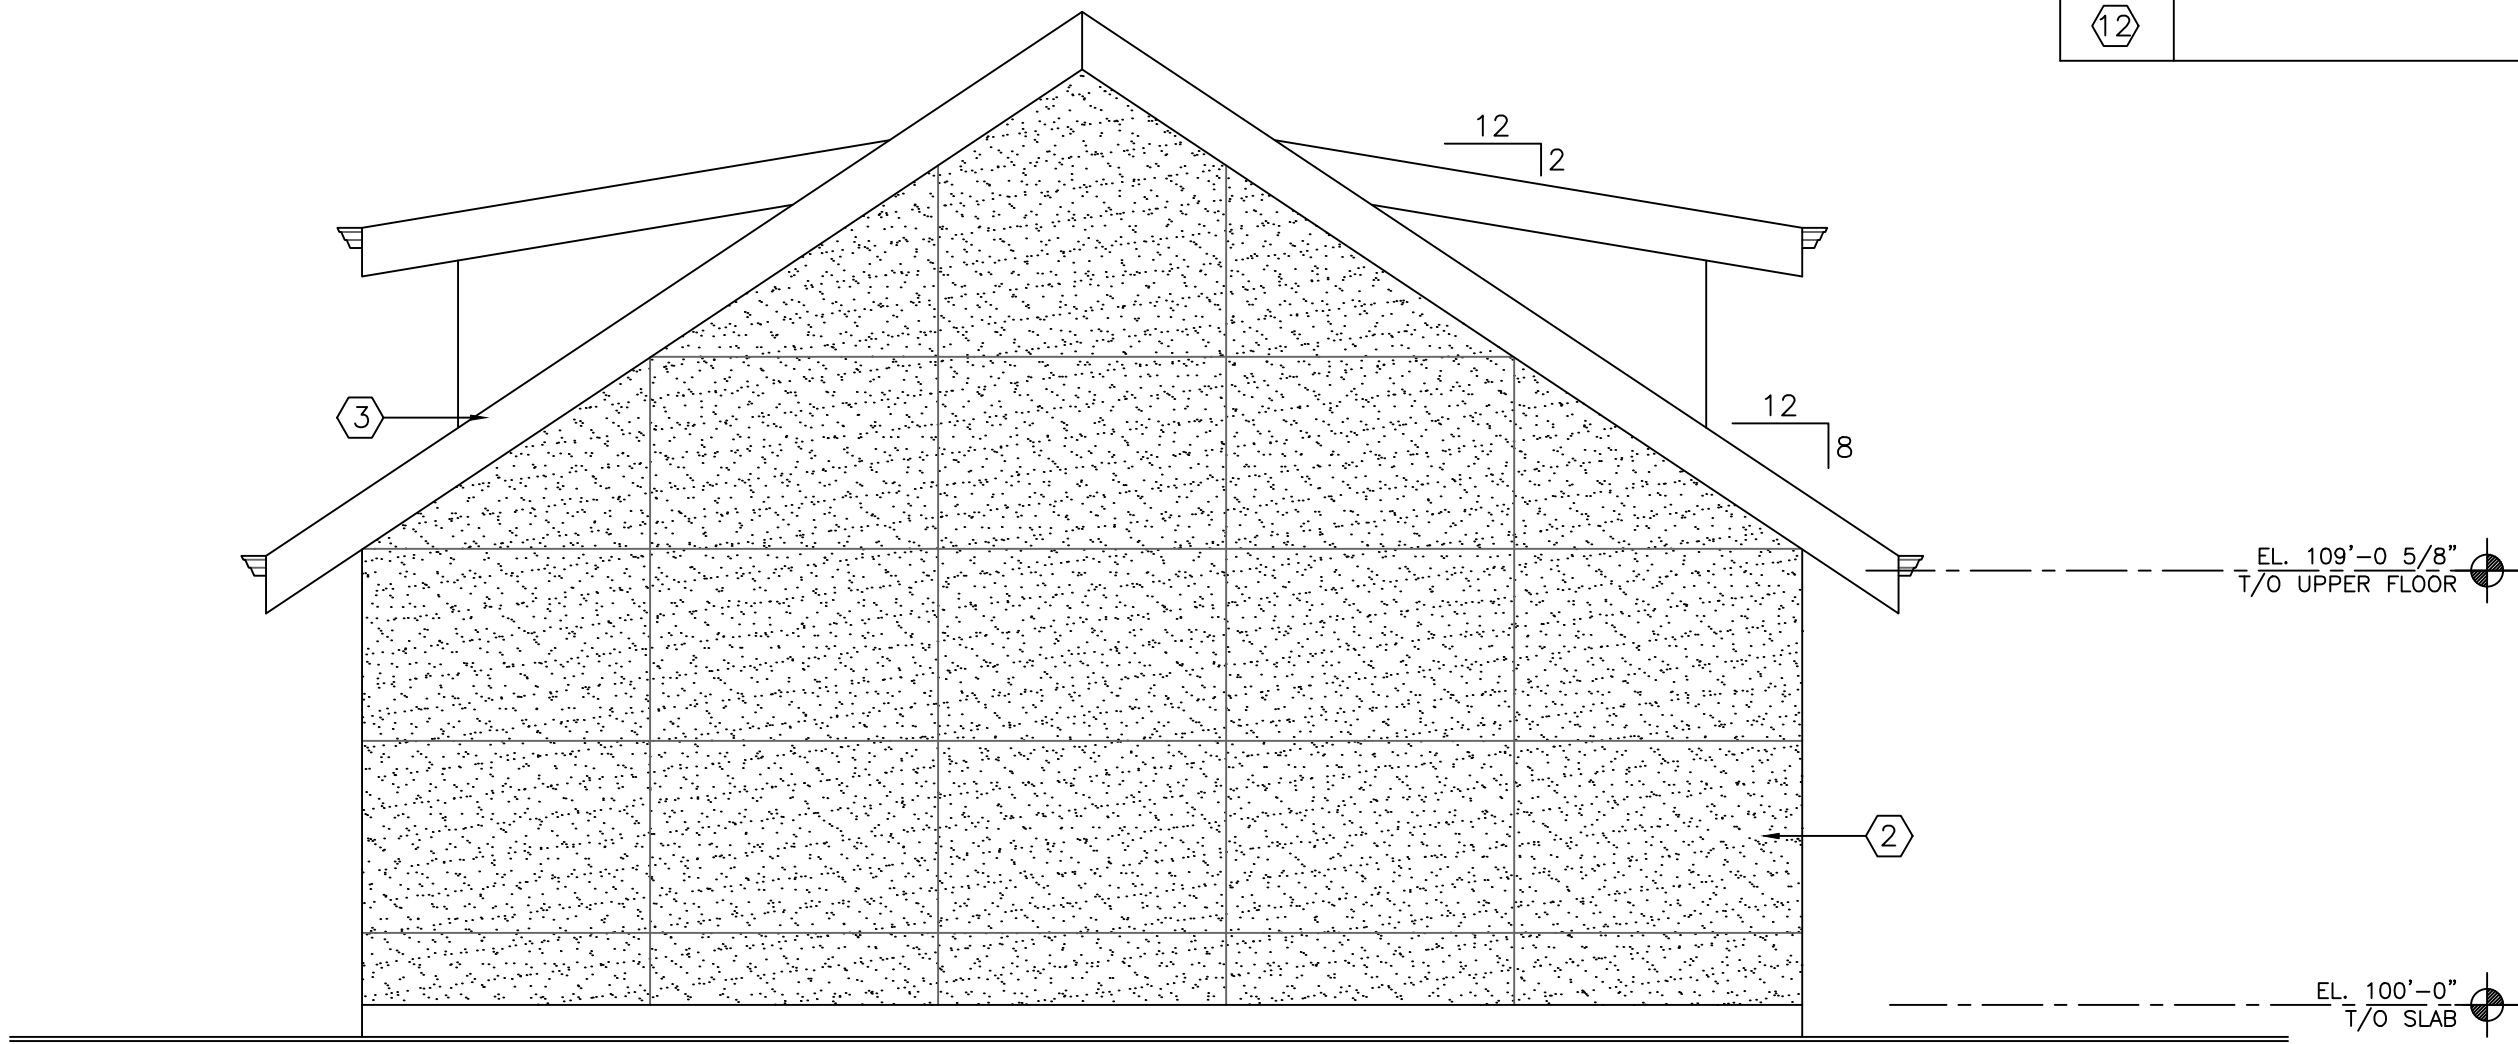 12
12
2
3
12
8
EL. 109'-0 5/8"
T/O UPPER FLOOR
2
EL. 100'-0"
T/O SLAB